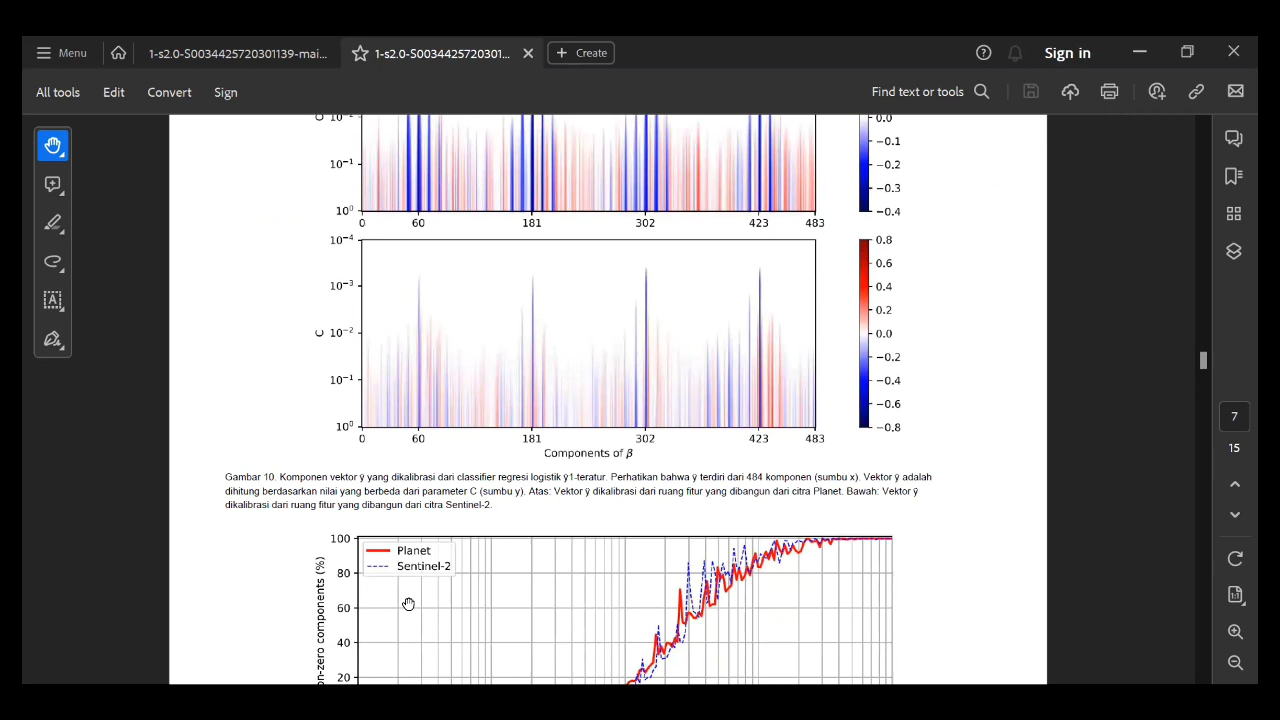 Menu 1-s2.0-S0034425720301139-mai... 1-s2.0-S003442572030​1... Create Sign in
All tools Edit Convert Sign Find text or tools
10⁻¹
10⁰
0 60 181 302 423 483
0.0
−0.1
−0.2
−0.3
−0.4
C
10⁻⁴
10⁻³
10⁻²
10⁻¹
10⁰
0 60 181 302 423 483
Components of β
0.8
0.6
0.4
0.2
0.0
−0.2
−0.4
−0.6
−0.8
Gambar 10. Komponen vektor ÿ yang dikalibrasi dari classifier regresi logistik ÿ1-teratur. Perhatikan bahwa ÿ terdiri dari 484 komponen (sumbu x). Vektor ÿ adalah
dihitung berdasarkan nilai yang berbeda dari parameter C (sumbu y). Atas: Vektor ÿ dikalibrasi dari ruang fitur yang dibangun dari citra Planet. Bawah: Vektor ÿ
dikalibrasi dari ruang fitur yang dibangun dari citra Sentinel-2.
Planet
Sentinel-2
100
80
60
40
20
components (%)
7
15